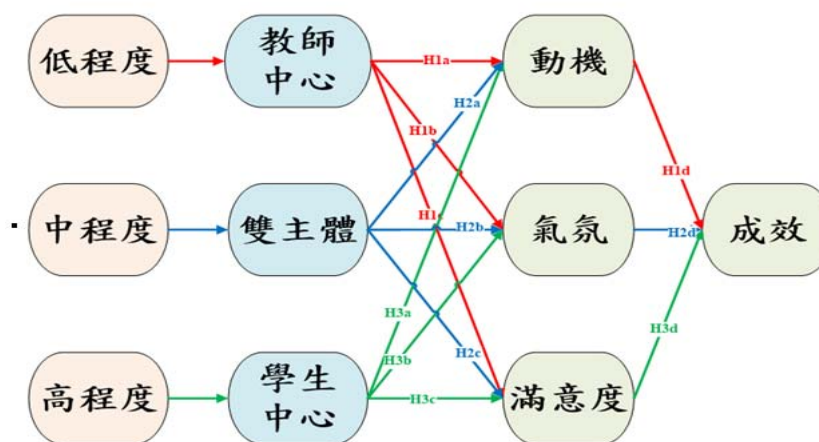 低程度
教師
中心
動機
中程度
雙主體
氣氛
成效
高程度
學生
中心
滿意度
H1a
H2a
H1b
H1c
H2b
H3a
H3b
H2c
H3c
H1d
H2d
H3d